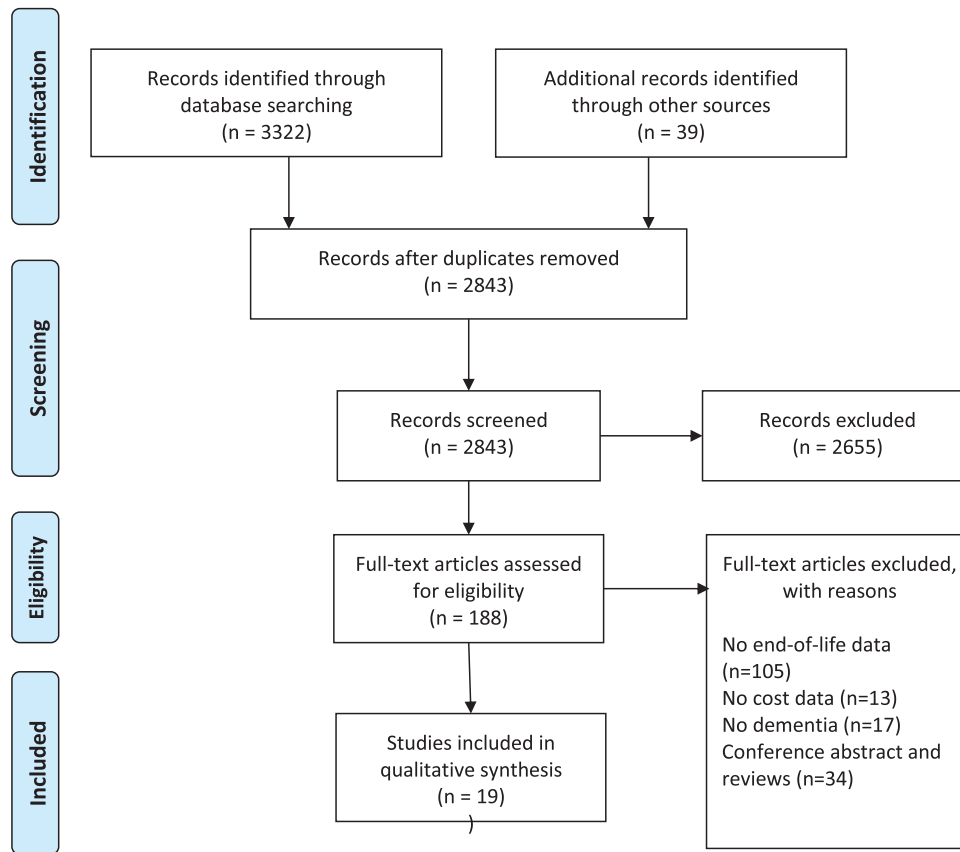 Identification
Records identified through
database searching
(n = 3322)
Additional records identified
through other sources
(n = 39)
Records after duplicates removed
(n = 2843)
Screening
Records screened
(n = 2843)
Records excluded
(n = 2655)
Eligibility
Full-text articles assessed
for eligibility
(n = 188)
Full-text articles excluded,
with reasons
No end-of-life data
(n=105)
No cost data (n=13)
No dementia (n=17)
Conference abstract and
reviews (n=34)
Included
Studies included in
qualitative synthesis
(n = 19)
)